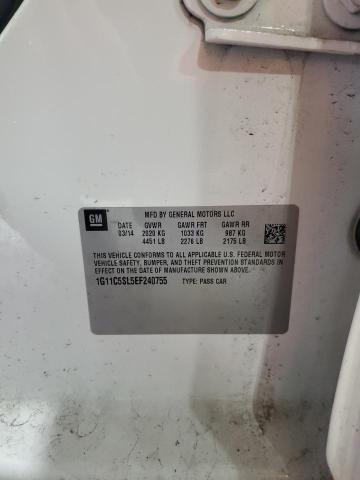 GM
MFD BY GENERAL MOTORS LLC
DATE GVWR GAWR FRT GAWR RR
03/14 2020 KG 1033 KG 987 KG
4451 LB 2276 LB 2175 LB
THIS VEHICLE CONFORMS TO ALL APPLICABLE U.S. FEDERAL MOTOR
VEHICLE SAFETY, BUMPER, AND THEFT PREVENTION STANDARDS IN
EFFECT ON THE DATE OF MANUFACTURE SHOWN ABOVE.
1G11C5SL5EF240755 TYPE: PASS CAR